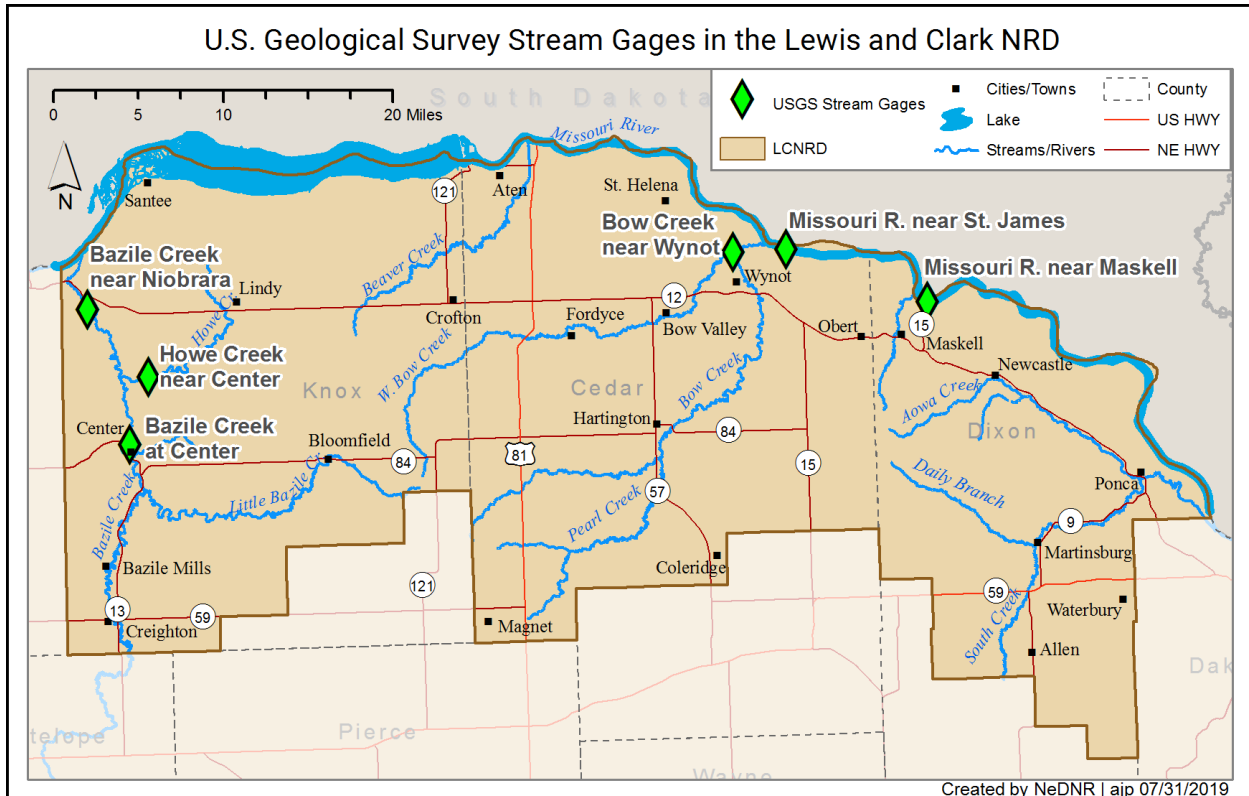 U.S. Geological Survey Stream Gages in the Lewis and Clark NRD
0 5 10 20 Miles
South Dakota
USGS Stream Gages
LCNRD
Cities/Towns
Lake
Streams/Rivers
County
US HWY
NE HWY
N
Missouri River
Santee
121
Aten
St. Helena
Bow Creek
near Wynot
Missouri R. near St. James
Missouri R. near Maskell
Bazile Creek
near Niobrara
Lindy
Howe Cr.
Beaver Creek
Crofton
Fordyce
12
Bow Valley
Wynot
Obert
15
Maskell
Newcastle
Howe Creek
near Center
Knox
W. Bow Creek
Cedar
Bow Creek
Aowa Creek
Dixon
Center
Bazile Creek
at Center
Bloomfield
84
81
Hartington
84
15
Daily Branch
Ponca
Little Bazile Cr.
Bazile Creek
57
Pearl Creek
9
Martinsburg
Bazile Mills
Coleridge
121
59
Waterbury
13
59
Creighton
Magnet
South Creek
Allen
Dak
telope
Pierce
Wayne
Created by NeDNR | ajp 07/31/2019